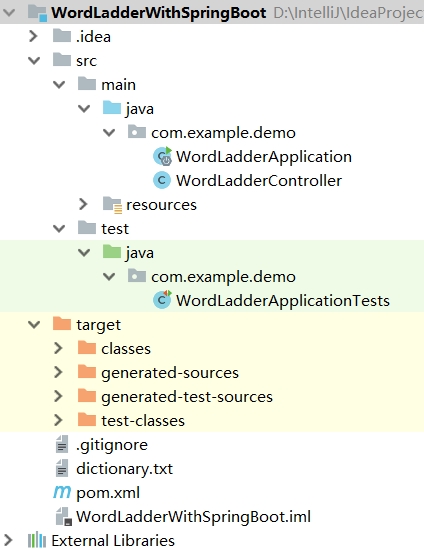 WordLadderWithSpringBoot D:\IntelliJ\IdeaProjec
.idea
src
main
java
com.example.demo
WordLadderApplication
WordLadderController
resources
test
java
com.example.demo
WordLadderApplicationTests
target
classes
generated-sources
generated-test-sources
test-classes
.gitignore
dictionary.txt
pom.xml
WordLadderWithSpringBoot.iml
External Libraries